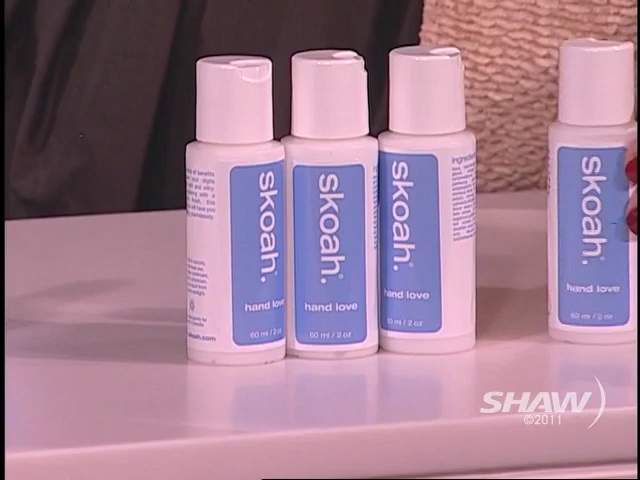 skoah.
hand love
60 ml / 2 oz
skoah.
hand love
60 ml / 2 oz
skoah.
hand love
60 ml / 2 oz
skoah.
hand love
60 ml / 2 oz
SHAW)
©2011